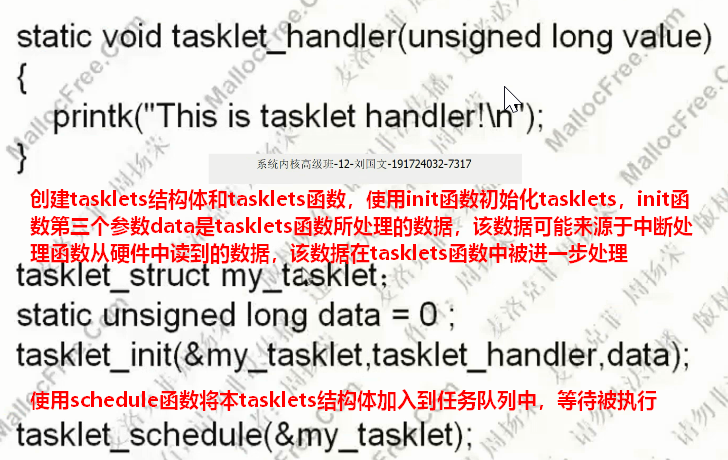 static void tasklet_handler(unsigned long value)
{
printk("This is tasklet handler!\n");
}
系统内核高级班-12-刘国文-191724032-7317
创建tasklets结构体和tasklets函数，使用init函数初始化tasklets，init函
数第三个参数data是tasklets函数所处理的数据，该数据可能来源于中断处
理函数从硬件中读到的数据，该数据在tasklets函数中被进一步处理
tasklet_struct my_tasklet;
static unsigned long data = 0 ;
tasklet_init(&my_tasklet,tasklet_handler,data);
使用schedule函数将本tasklets结构体加入到任务队列中，等待被执行
tasklet_schedule(&my_tasklet);
MallocFree.Com
周扬荣
麦洛克菲